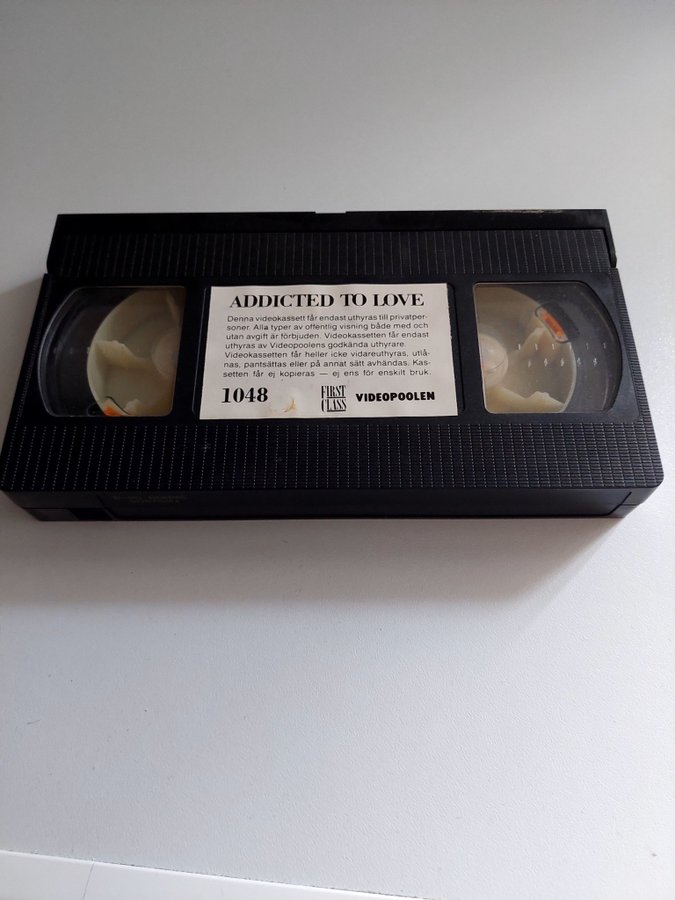 ADDICTED TO LOVE
Denna videokassett får endast uthyras till privatper-
soner. Alla typer av offentlig visning både med och
utan avgift är förbjuden. Videokassetten får endast
uthyras av Videopoolens godkända uthyrare.
Videokassetten får heller icke vidareuthyras, utlå-
nas, pantsättas eller på annat sätt avhändas. Kas-
setten får ej kopieras — ej ens för enskilt bruk.
1048 FIRST CLASS VIDEOPOOLEN